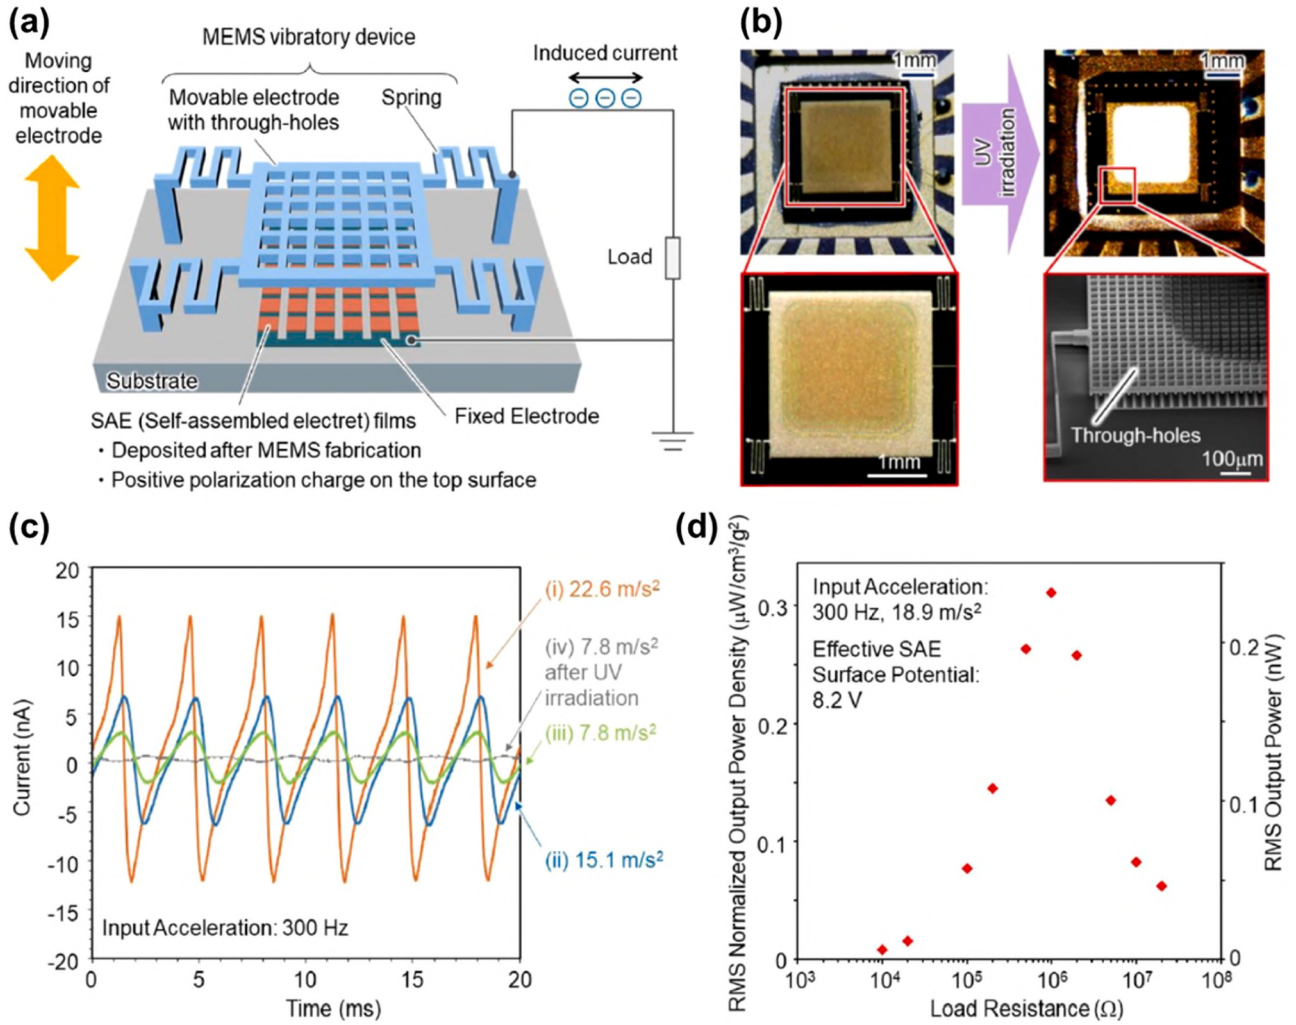 (a)
MEMS vibratory device
Moving
direction of
movable
electrode
Movable electrode
with through-holes
Spring
Induced current
Load
Substrate
SAE (Self-assembled electret) films
・Deposited after MEMS fabrication
・Positive polarization charge on the top surface
Fixed Electrode
(b)
1mm
UV
irradiation
1mm
1mm
Through-holes
100μm
(c)
20
15
10
5
0
-5
-10
-15
-20
Current (nA)
(i) 22.6 m/s²
(iv) 7.8 m/s²
after UV
irradiation
(iii) 7.8 m/s²
(ii) 15.1 m/s²
Input Acceleration: 300 Hz
0 5 10 15 20
Time (ms)
(d)
RMS Normalized Output Power Density (μW/cm³/g²)
0.3
0.2
0.1
0
Input Acceleration:
300 Hz, 18.9 m/s²
Effective SAE
Surface Potential:
8.2 V
0.2
0.1
0
RMS Output Power (nW)
10³ 10⁴ 10⁵ 10⁶ 10⁷ 10⁸
Load Resistance (Ω)